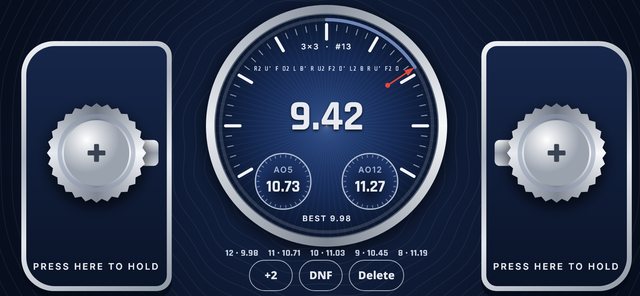 3×3 · #13
R2 U' F D2 L B' R U2 F2 D' L2 B R U' F2 D
9.42
AO5
10.73
AO12
11.27
BEST 9.98
12 · 9.98 11 · 10.71 10 · 11.03 9 · 10.45 8 · 11.19
+2 DNF Delete
+
PRESS HERE TO HOLD
+
PRESS HERE TO HOLD